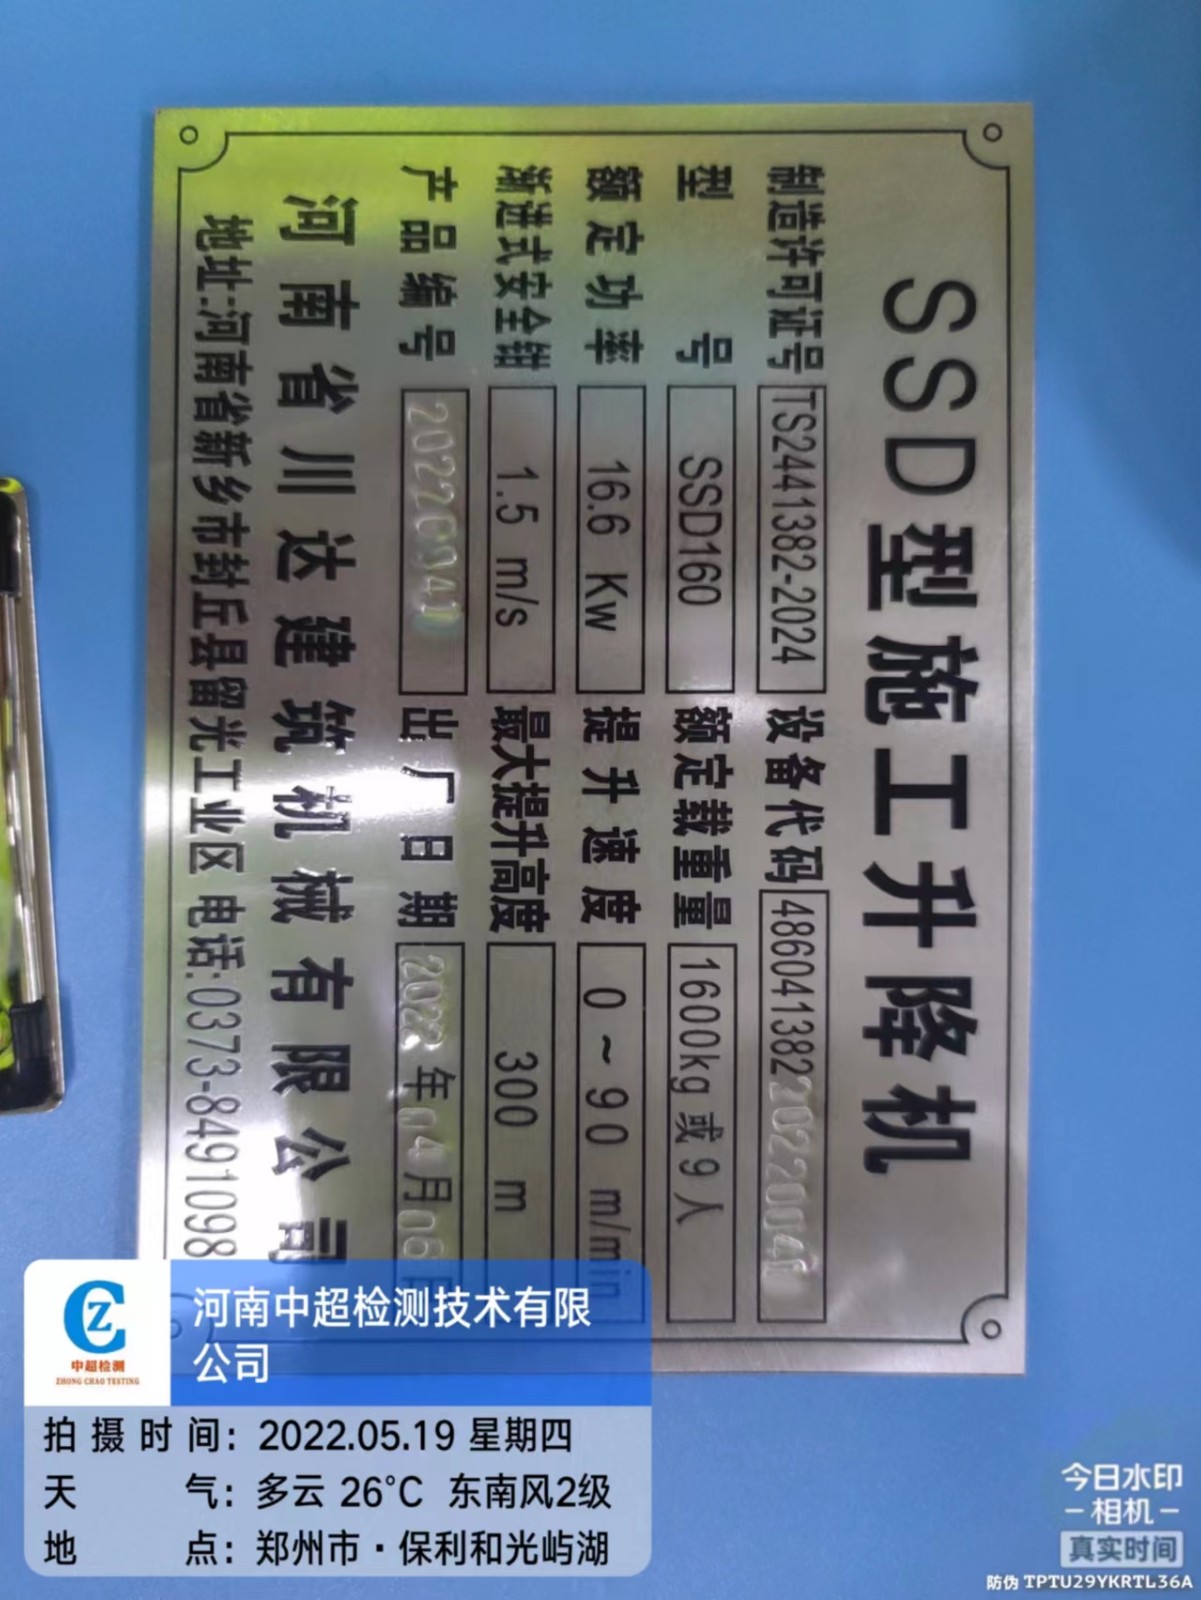 SSD型施工升降机
制造许可证号 TS2441382-2024 设备代码 48604138220220041
型号 SSD160 额定载重量 1600kg 或 9人
额定功率 16.6 Kw 提升速度 0~90 m/min
渐进式安全钳 1.5 m/s 最大提升高度 300 m
产品编号 出厂日期 2022年04月06日
河南省川达建筑机械有限公司
地址:河南省新乡市封丘县留光工业区 电话:0373-8491098
中超检测
ZHONG CHAO TESTING
河南中超检测技术有限
公司
拍摄时间: 2022.05.19 星期四
天气: 多云 26°C 东南风2级
地点: 郑州市·保利和光屿湖
今日水印
-相机-
真实时间
防伪 TPTU29YKRTL36A